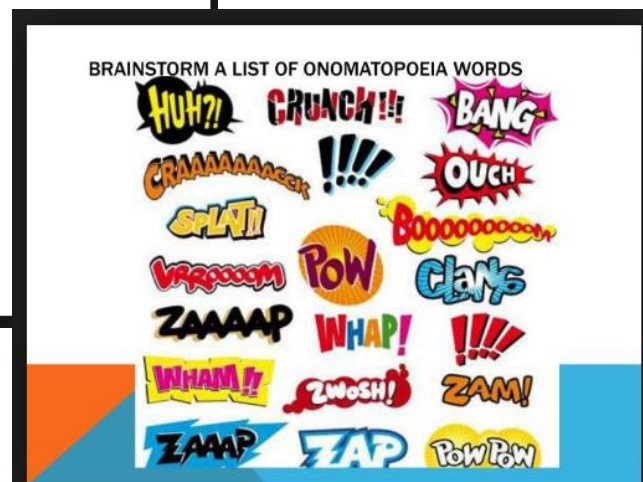 BRAINSTORM A LIST OF ONOMATOPOEIA WORDS
HUH?! CRUNCH!!! BANG
CRAAAAAAACCK !!!! OUCH
SPLAT!! BOOOOOOOOOM
VRROOOOM POW CLANG
ZAAAAP WHAP! !!!!
WHAM!! ZWOSH! ZAM!
ZAAAP ZAP POW POW